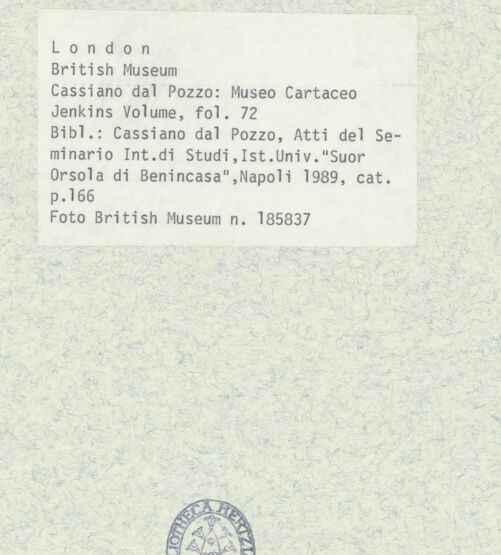 L o n d o n
British Museum
Cassiano dal Pozzo: Museo Cartaceo
Jenkins Volume, fol. 72
Bibl.: Cassiano dal Pozzo, Atti del Se-
minario Int.di Studi,Ist.Univ."Suor
Orsola di Benincasa",Napoli 1989, cat.
p.166
Foto British Museum n. 185837